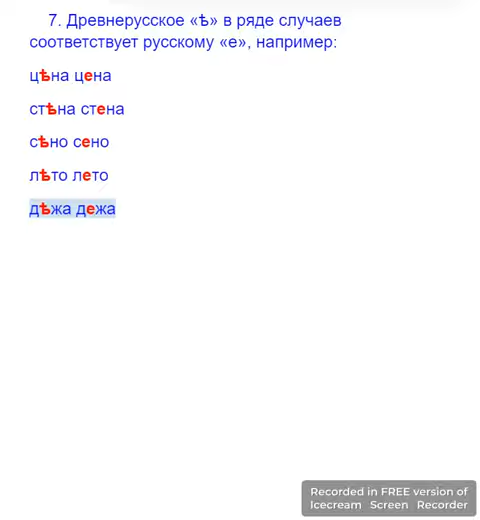 7. Древнерусское «ѣ» в ряде случаев
соответствует русскому «е», например:
цѣна цена
стѣна стена
сѣно сено
лѣто лето
дѣжа дежа
Recorded in FREE version of
Icecream Screen Recorder